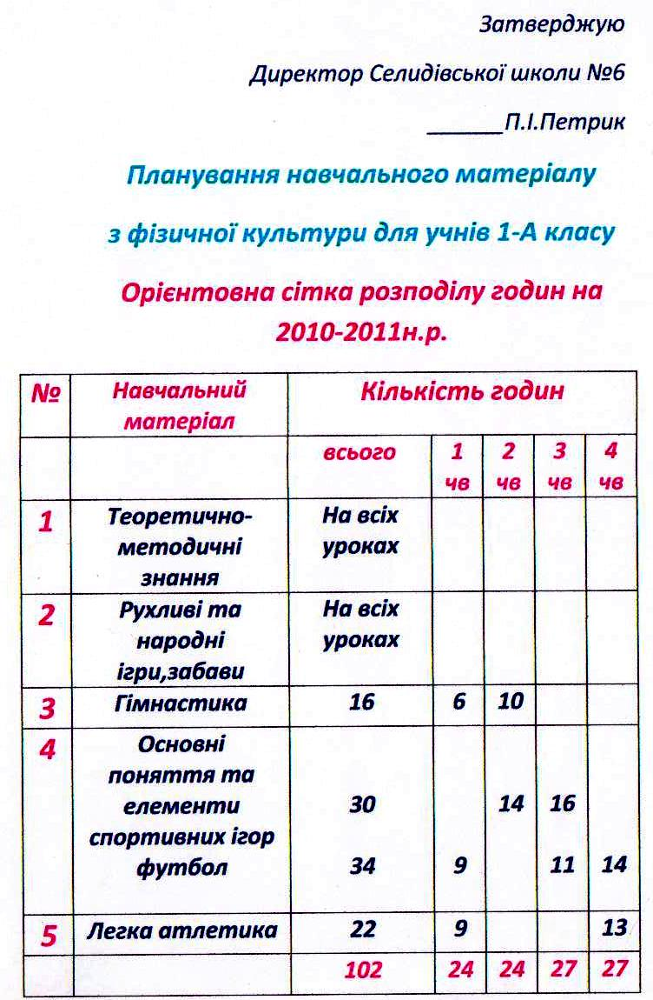 Затверджую
Директор Селидівської школи №6
______П.І.Петрик
Планування навчального матеріалу
з фізичної культури для учнів 1-А класу
Орієнтовна сітка розподілу годин на
2010-2011н.р.
№ Навчальний Кількість годин
матеріал
всього 1 2 3 4
чв чв чв чв
1 Теоретично- На всіх
методичні уроках
знання
2 Рухливі та На всіх
народні уроках
ігри,забави
3 Гімнастика 16 6 10
4 Основні
поняття та
елементи 30 14 16
спортивних ігор
футбол 34 9 11 14
5 Легка атлетика 22 9 13
102 24 24 27 27